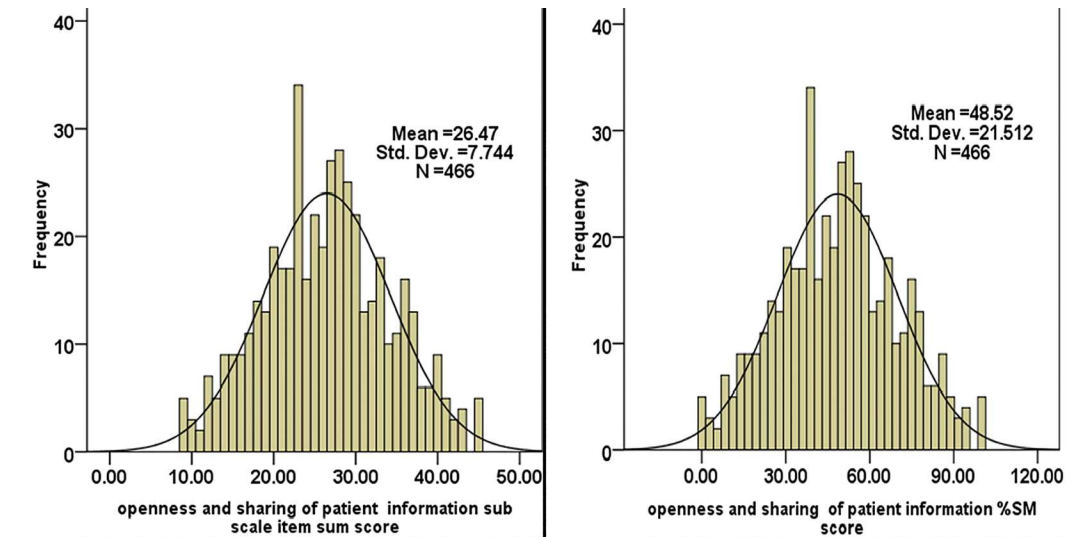 40
30
20
10
0
Frequency
Mean =26.47
Std. Dev. =7.744
N =466
0.00 10.00 20.00 30.00 40.00 50.00
openness and sharing of patient information sub
scale item sum score
40
30
20
10
0
Frequency
Mean =48.52
Std. Dev. =21.512
N =466
0.00 30.00 60.00 90.00 120.00
openness and sharing of patient information %SM
score